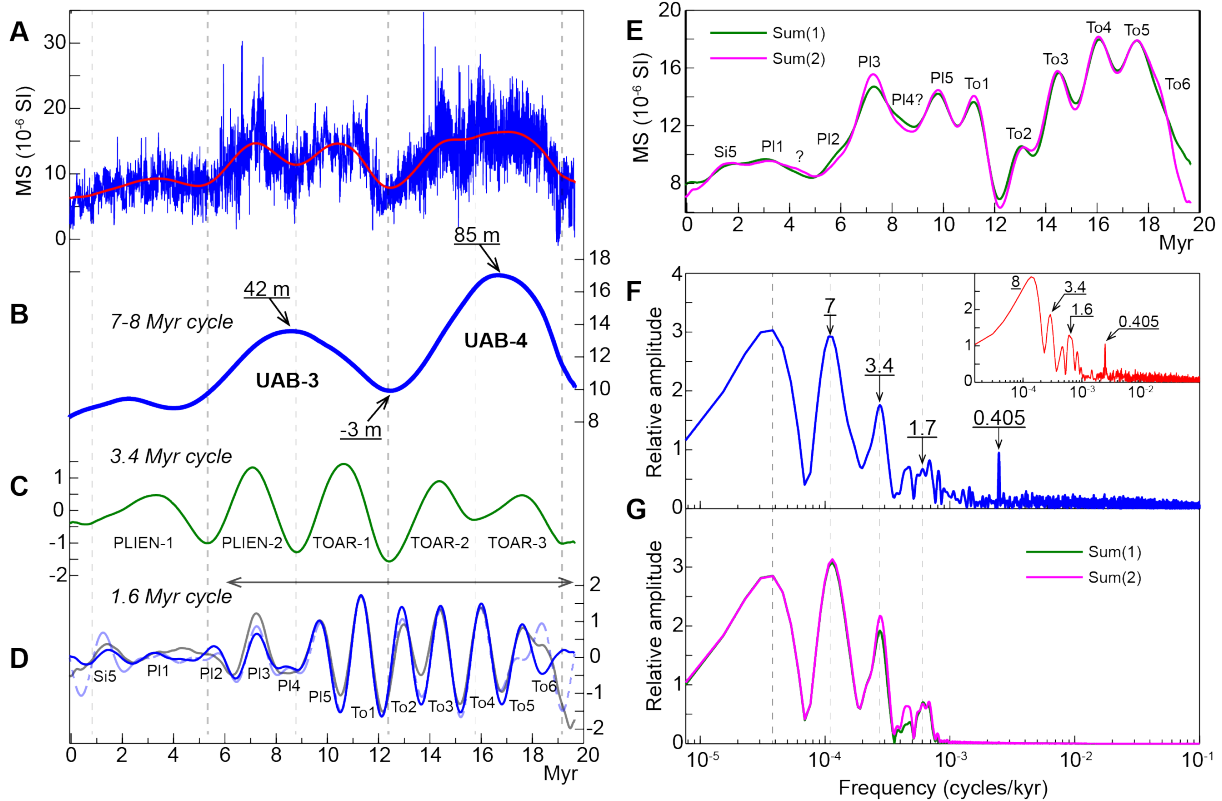 A
MS (10⁻⁶ SI)
30
20
10
0
B
7-8 Myr cycle
42 m
85 m
-3 m
UAB-3
UAB-4
18
16
14
12
10
8
C
3.4 Myr cycle
1
0
-1
-2
PLIEN-1
PLIEN-2
TOAR-1
TOAR-2
TOAR-3
D
1.6 Myr cycle
2
1
0
-1
-2
Si5
Pl1
Pl2
Pl3
Pl4
Pl5
To1
To2
To3
To4
To5
To6
0 2 4 6 8 10 12 14 16 18 20
Myr
E
Sum(1)
Sum(2)
MS (10⁻⁶ SI)
20
16
12
8
Si5
Pl1
?
Pl2
Pl3
Pl4?
Pl5
To1
To2
To3
To4
To5
To6
0 2 4 6 8 10 12 14 16 18 20
Myr
F
Relative amplitude
4
3
2
1
0
7
3.4
1.7
0.405
8
3.4
1.6
0.405
2
1
0
10⁻⁴ 10⁻³ 10⁻²
G
Relative amplitude
3
2
1
0
Sum(1)
Sum(2)
10⁻⁵ 10⁻⁴ 10⁻³ 10⁻² 10⁻¹
Frequency (cycles/kyr)